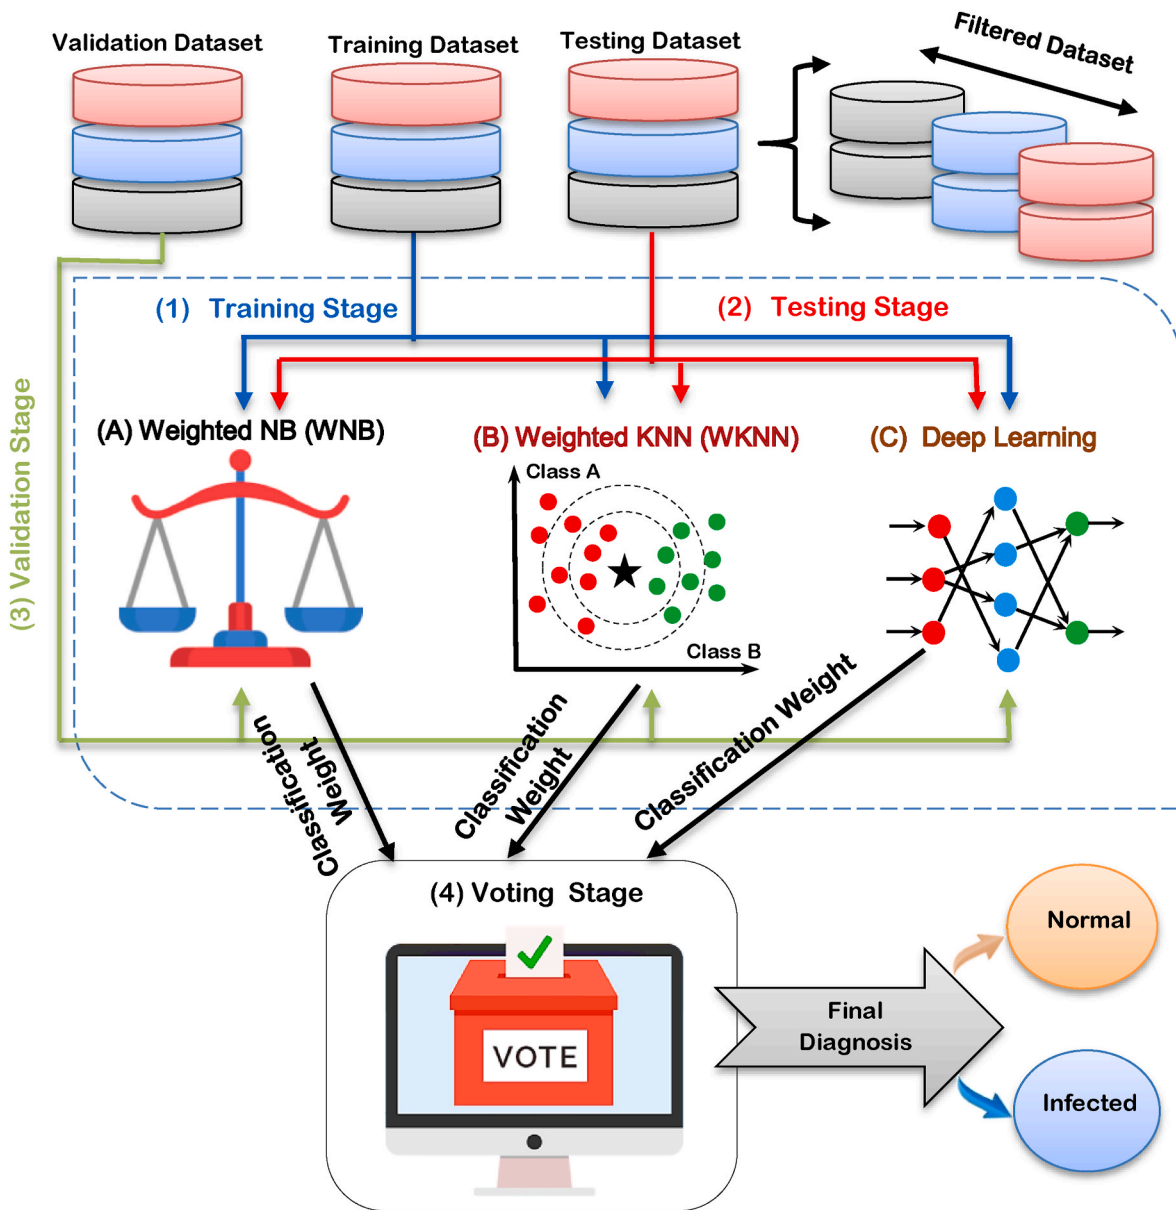 Validation Dataset
Training Dataset
Testing Dataset
Filtered Dataset
(1) Training Stage
(2) Testing Stage
(3) Validation Stage
(A) Weighted NB (WNB)
(B) Weighted KNN (WKNN)
(C) Deep Learning
Class A
Class B
Classification
Weight
Classification
Weight
Classification Weight
(4) Voting Stage
VOTE
Final
Diagnosis
Normal
Infected